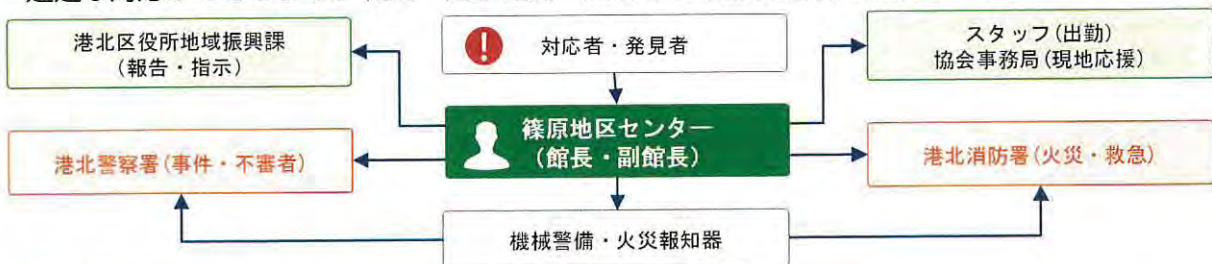 港北区役所地域振興課
(報告・指示)
対応者・発見者
スタッフ(出勤)
協会事務局(現地応援)
篠原地区センター
(館長・副館長)
港北警察署(事件・不審者)
港北消防署(火災・救急)
機械警備・火災報知器